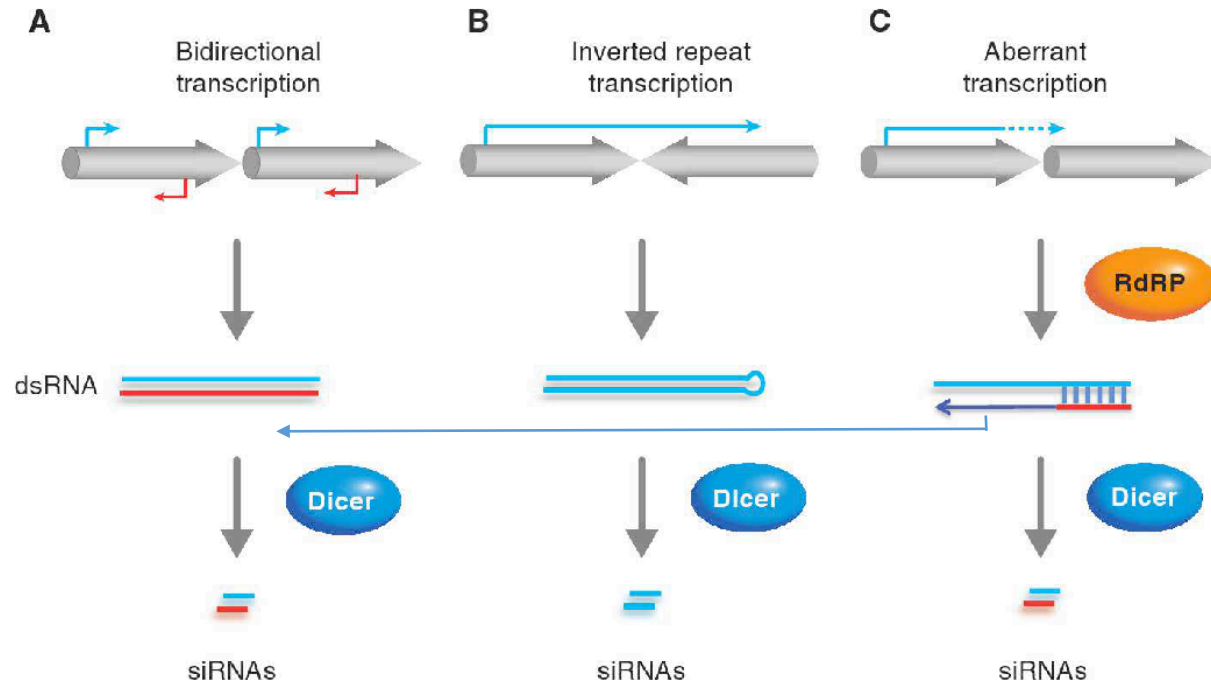 A
Bidirectional
transcription
B
Inverted repeat
transcription
C
Aberrant
transcription
RdRP
dsRNA
Dicer
Dicer
Dicer
siRNAs
siRNAs
siRNAs